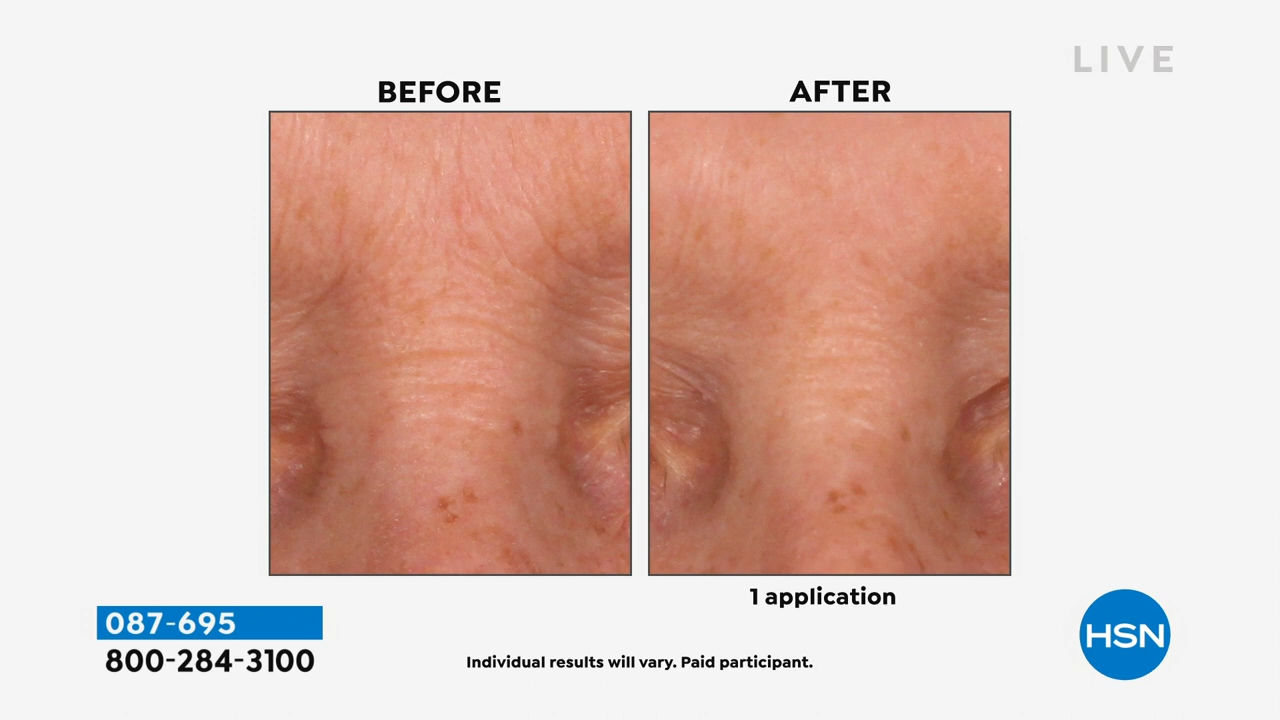 LIVE
BEFORE
AFTER
1 application
087-695
800-284-3100
Individual results will vary. Paid participant.
HSN